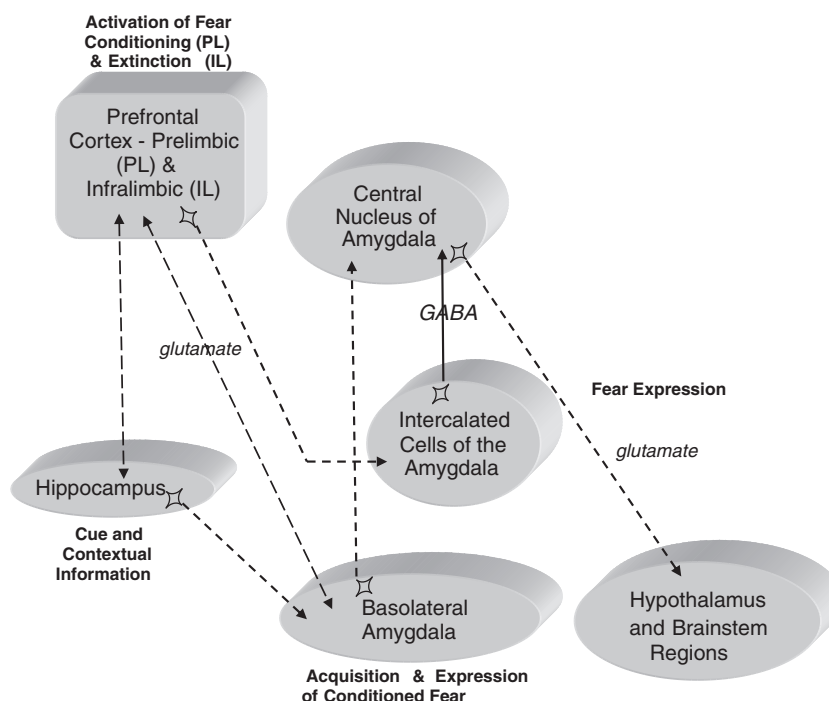 Activation of Fear
Conditioning (PL)
& Extinction (IL)
Prefrontal
Cortex - Prelimbic
(PL) &
Infralimbic (IL)
Central
Nucleus of
Amygdala
GABA
glutamate
Intercalated
Cells of the
Amygdala
Fear Expression
glutamate
Hippocampus
Cue and
Contextual
Information
Basolateral
Amygdala
Hypothalamus
and Brainstem
Regions
Acquisition & Expression
of Conditioned Fear